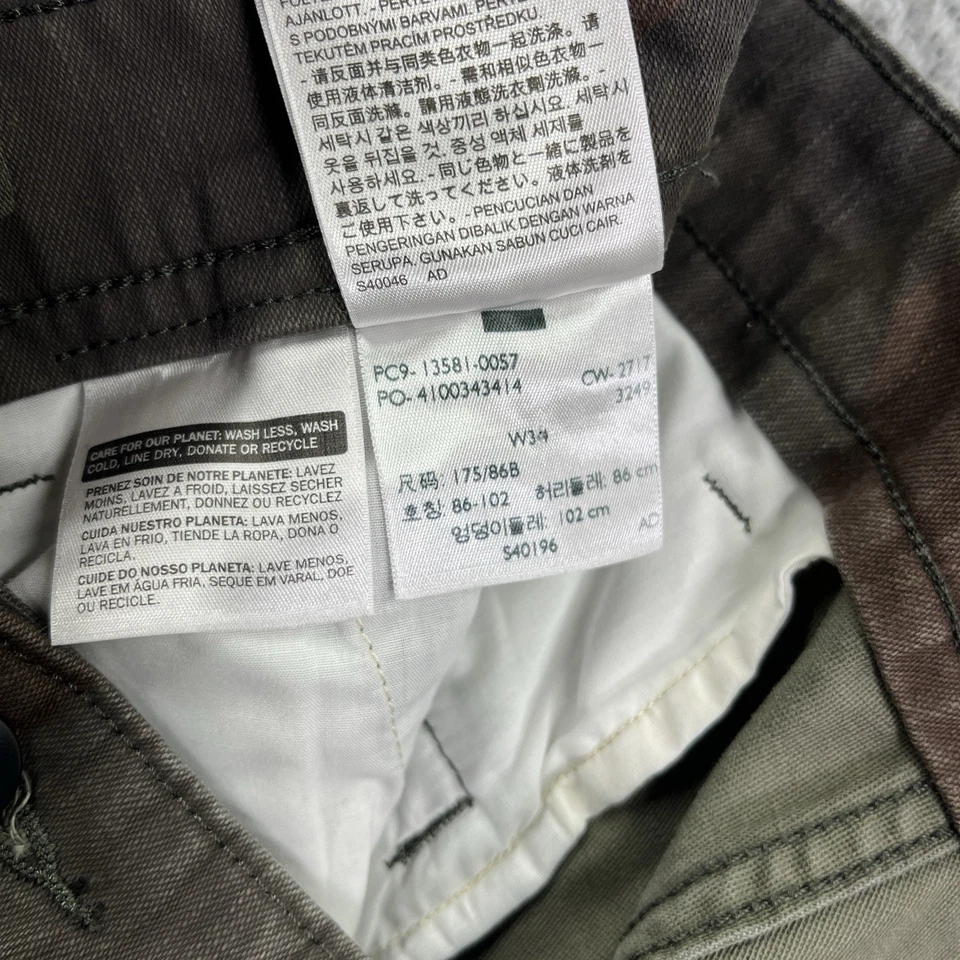 AJÁNLOTT. - PERTE
S PODOBNÝMI BARVAMI. PERTE
TEKUTÉM PRACÍM PROSTŘEDKU.
- 请反面并与同类色衣物一起洗涤。请
使用液体清洁剂。- 需和相似色衣物一
同反面洗滌。請用液態洗衣劑洗滌。-
세탁시 같은 색상끼리 하십시요. 세탁시
옷을 뒤집을 것. 중성 액체 세제를
사용하세요. - 同じ色物と一緒に製品を
裏返して洗ってください。液体洗剤を
ご使用下さい。- PENCUCIAN DAN
PENGERINGAN DIBALIK DENGAN WARNA
SERUPA. GUNAKAN SABUN CUCI CAIR.
S40046 AD
PC9- 13581-0057
PO- 4100343414
CW- 2717
3249
W34
尺码: 175/86B
호칭 86-102 허리둘레: 86 cm
엉덩이둘레: 102 cm
AD
S40196
CARE FOR OUR PLANET: WASH LESS, WASH
COLD, LINE DRY, DONATE OR RECYCLE
PRENEZ SOIN DE NOTRE PLANETE: LAVEZ
MOINS, LAVEZ A FROID, LAISSEZ SECHER
NATURELLEMENT, DONNEZ OU RECYCLEZ
CUIDA NUESTRO PLANETA: LAVA MENOS,
LAVA EN FRIO, TIENDE LA ROPA, DONA O
RECICLA.
CUIDE DO NOSSO PLANETA: LAVE MENOS,
LAVE EM ÁGUA FRIA, SEQUE EM VARAL, DOE
OU RECICLE.